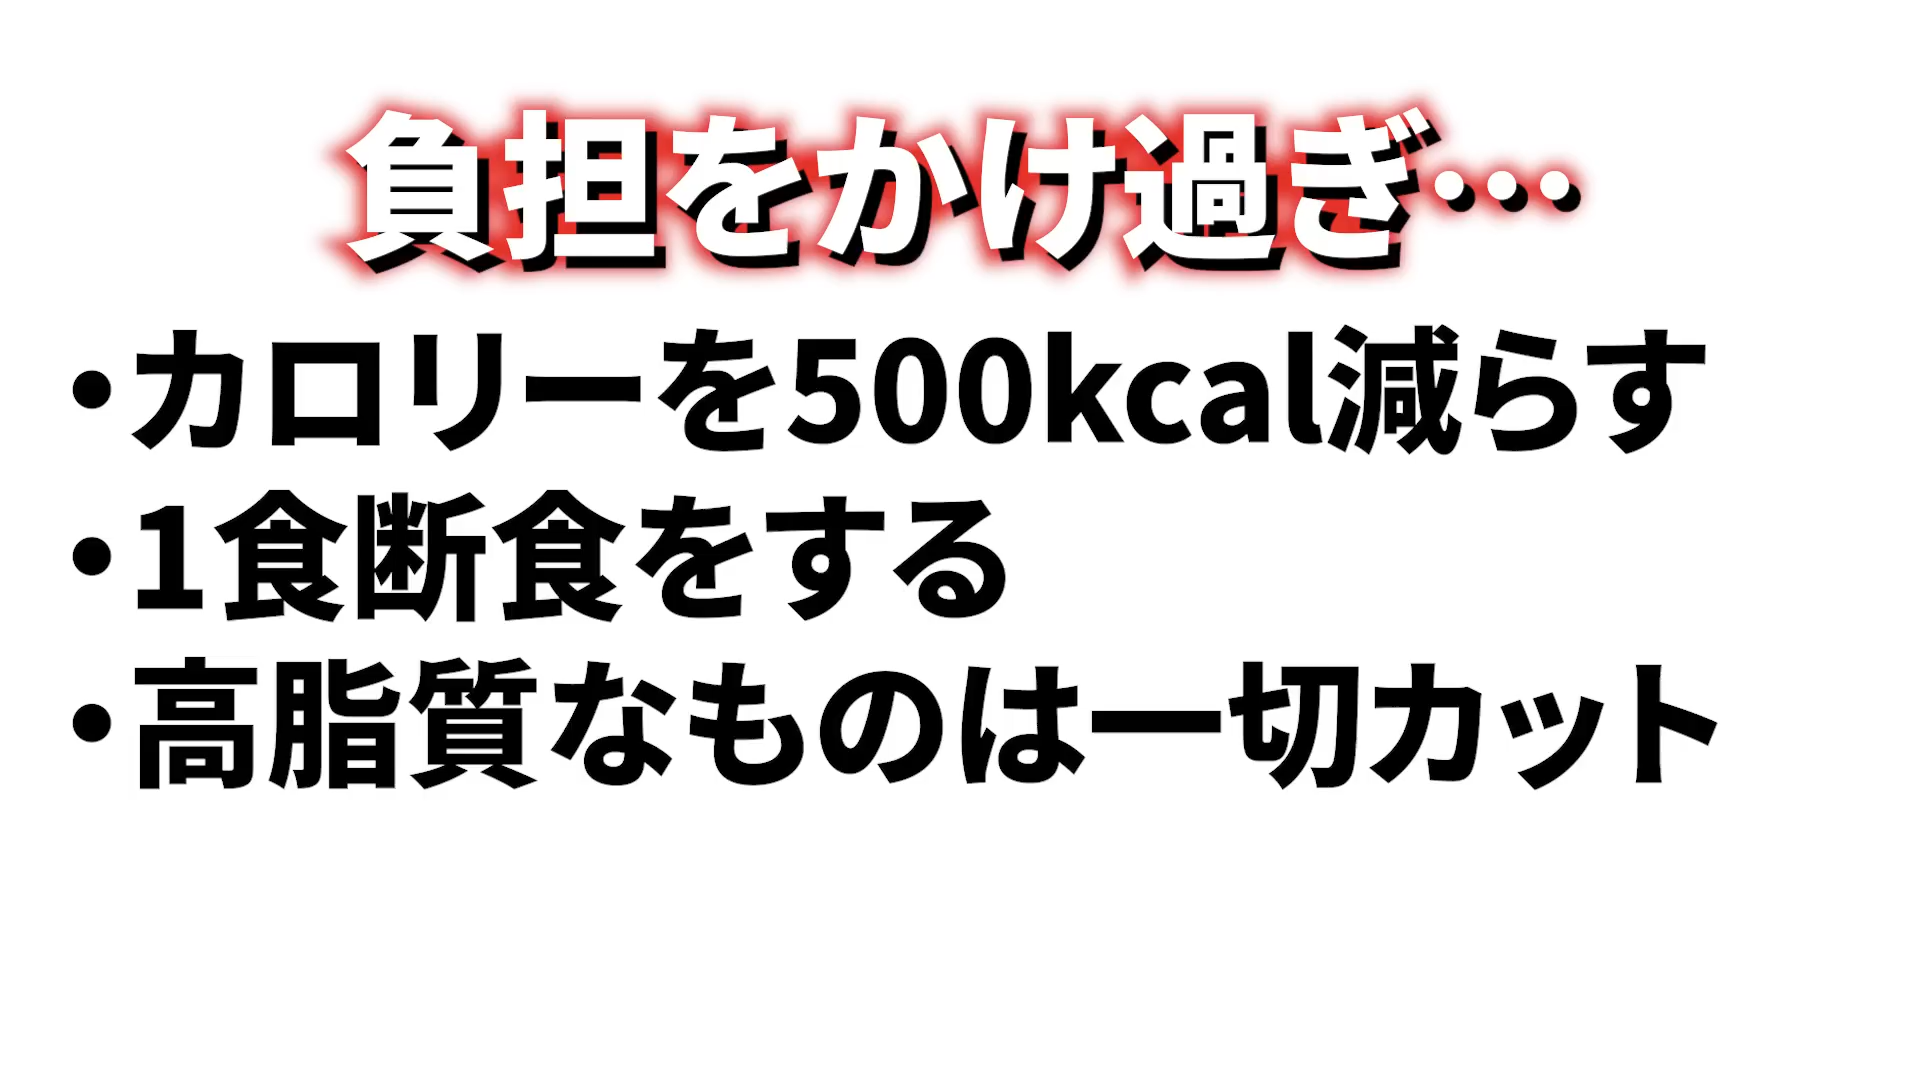 負担をかけ過ぎ…
・カロリーを500kcal減らす
・1食断食をする
・高脂質なものは一切カット